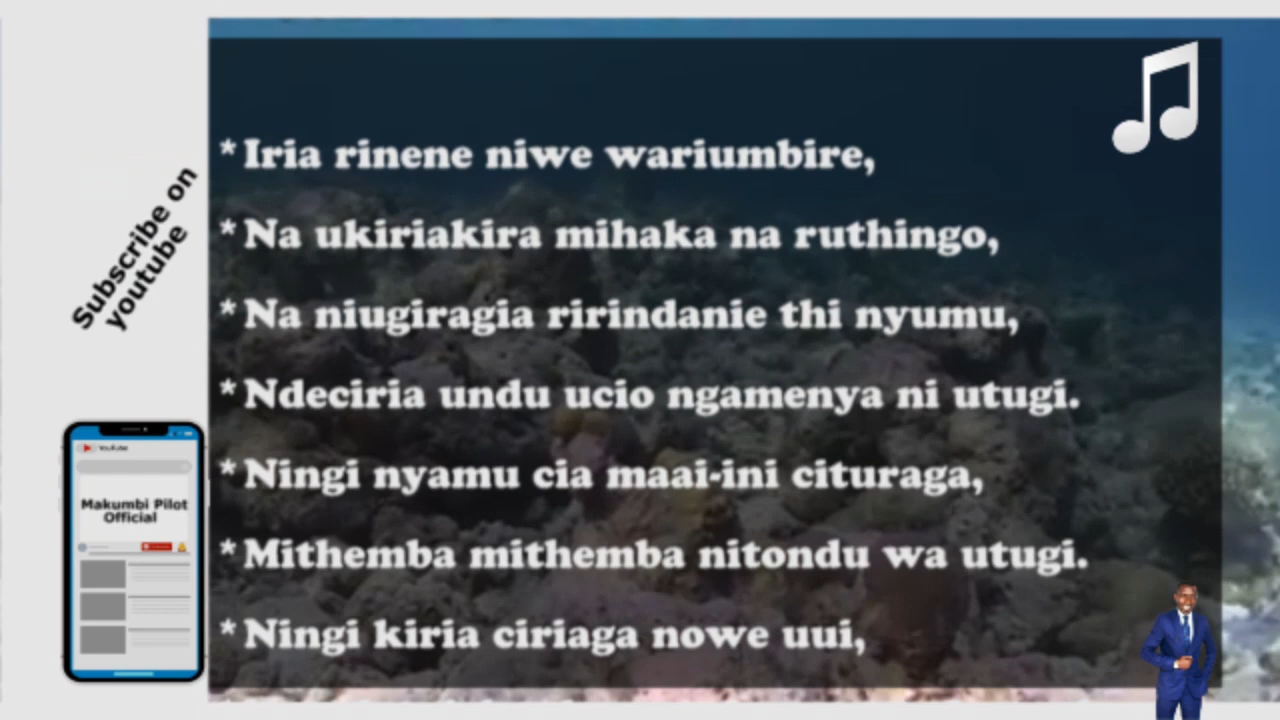 Subscribe on
youtube
*Iria rinene niwe wariumbire,
*Na ukiriakira mihaka na ruthingo,
*Na niugiragia ririndanie thi nyumu,
*Ndeciria undu ucio ngamenya ni utugi.
*Ningi nyamu cia maai-ini cituraga,
*Mithemba mithemba nitondu wa utugi.
*Ningi kiria ciriaga nowe uui,
YouTube
Makumbi Pilot
Official